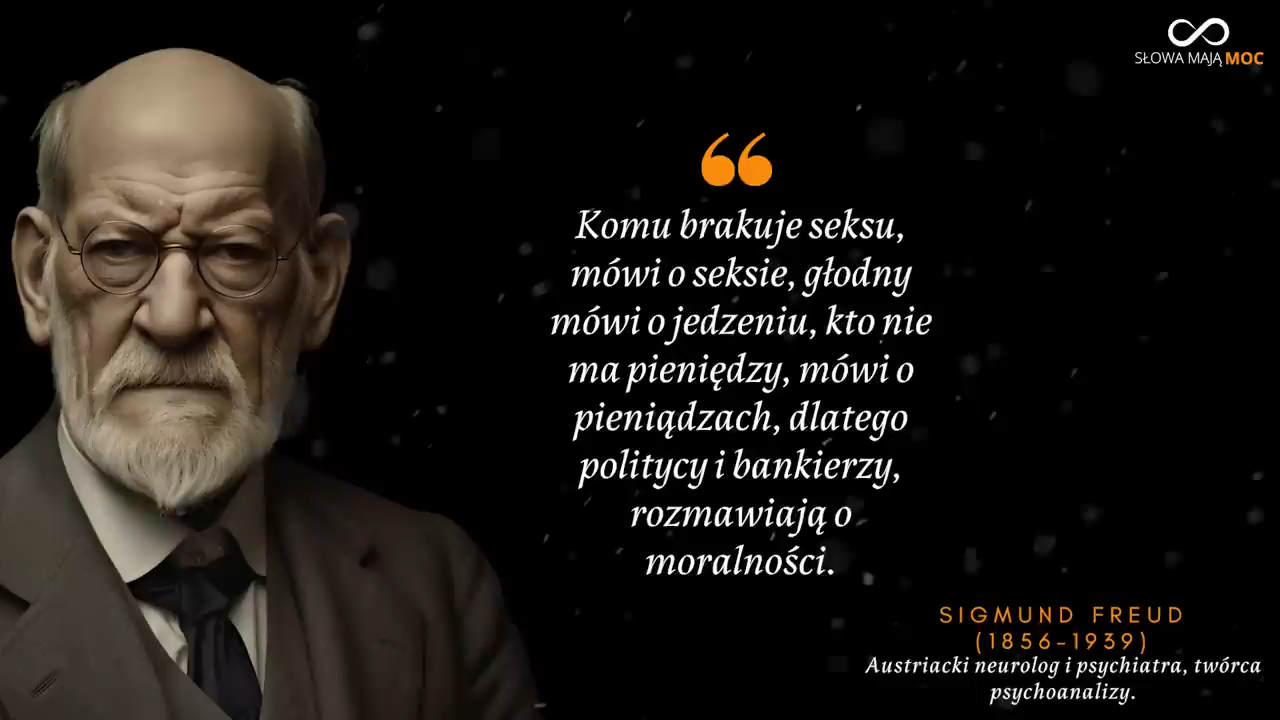 SŁOWA MAJĄ MOC
Komu brakuje seksu,
mówi o seksie, głodny
mówi o jedzeniu, kto nie
ma pieniędzy, mówi o
pieniądzach, dlatego
politycy i bankierzy,
rozmawiają o
moralności.
SIGMUND FREUD
(1856-1939)
Austriacki neurolog i psychiatra, twórca
psychoanalizy.